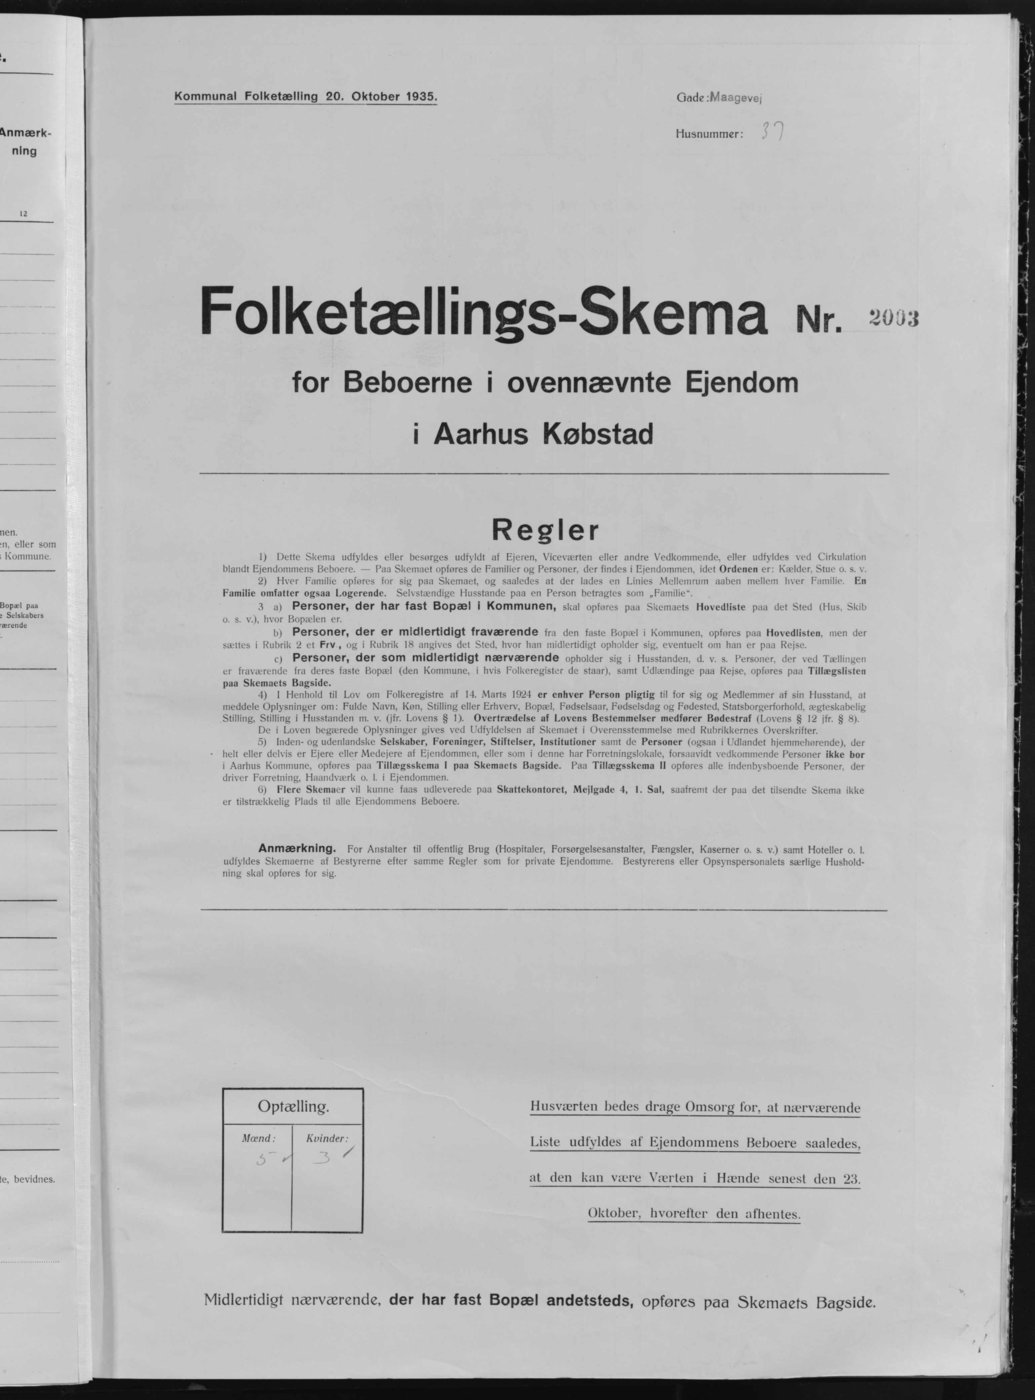 Kommunal Folketælling 20. Oktober 1935.
Gade: Maagevej
Husnummer: 37
Anmærk-
ning
12
Folketællings-Skema Nr. 2093
for Beboerne i ovennævnte Ejendom
i Aarhus Købstad
Regler
1) Dette Skema udfyldes eller besørges udfyldt af Ejeren, Viceværten eller andre Vedkommende, eller udfyldes ved Cirkulation
blandt Ejendommens Beboere. — Paa Skemaet opføres de Familier og Personer, der findes i Ejendommen, idet Ordenen er: Kælder, Stue o. s. v.
2) Hver Familie opføres for sig paa Skemaet, og saaledes at der lades en Linies Mellemrum aaben mellem hver Familie. En
Familie omfatter ogsaa Logerende. Selvstændige Husstande paa en Person betragtes som „Familie“.
3 a) Personer, der har fast Bopæl i Kommunen, skal opføres paa Skemaets Hovedliste paa det Sted (Hus, Skib
o. s. v.), hvor Bopælen er.
b) Personer, der er midlertidigt fraværende fra den faste Bopæl i Kommunen, opføres paa Hovedlisten, men der
sættes i Rubrik 2 et Frv., og i Rubrik 18 angives det Sted, hvor han midlertidigt opholder sig, eventuelt om han er paa Rejse.
c) Personer, der som midlertidigt nærværende opholder sig i Husstanden, d. v. s. Personer, der ved Tællingen
er fraværende fra deres faste Bopæl (den Kommune, i hvis Folkeregister de staar), samt Udlændinge paa Rejse, opføres paa Tillægslisten
paa Skemaets Bagside.
4) I Henhold til Lov om Folkeregistre af 14. Marts 1924 er enhver Person pligtig til for sig og Medlemmer af sin Husstand, at
meddele Oplysninger om: Fulde Navn, Køn, Stilling eller Erhverv, Bopæl, Fødselsaar, Fødselsdag og Fødested, Statsborgerforhold, ægteskabelig
Stilling, Stilling i Husstanden m. v. (jfr. Lovens § 1). Overtrædelse af Lovens Bestemmelser medfører Bødestraf (Lovens § 12 jfr. § 8).
De i Loven begærede Oplysninger gives ved Udfyldelsen af Skemaet i Overensstemmelse med Rubrikkernes Overskrifter.
5) Inden- og udenlandske Selskaber, Foreninger, Stiftelser, Institutioner samt de Personer (ogsaa i Udlandet hjemmehørende), der
helt eller delvis er Ejere eller Medejere af Ejendommen, eller som i denne har Forretningslokale, forsaavidt vedkommende Personer ikke bor
i Aarhus Kommune, opføres paa Tillægsskema I paa Skemaets Bagside. Paa Tillægsskema II opføres alle indenbysboende Personer, der
driver Forretning, Haandværk o. l. i Ejendommen.
6) Flere Skemaer vil kunne faas udleverede paa Skattekontoret, Mejlgade 4, 1. Sal, saafremt der paa det tilsendte Skema ikke
er tilstrækkelig Plads til alle Ejendommens Beboere.
Anmærkning. For Anstalter til offentlig Brug (Hospitaler, Forsørgelsesanstalter, Fængsler, Kaserner o. s. v.) samt Hoteller o. l.
udfyldes Skemaerne af Bestyrerne efter samme Regler som for private Ejendomme. Bestyrerens eller Opsynspersonalets særlige Hushold-
ning skal opføres for sig.
en, eller som
Kommune.
Bopæl paa
Selskabers
Optælling.
Mænd: Kvinder:
5 3
Husværten bedes drage Omsorg for, at nærværende
Liste udfyldes af Ejendommens Beboere saaledes,
at den kan være Værten i Hænde senest den 23.
Oktober, hvorefter den afhentes.
bevidnes.
Midlertidigt nærværende, der har fast Bopæl andetsteds, opføres paa Skemaets Bagside.